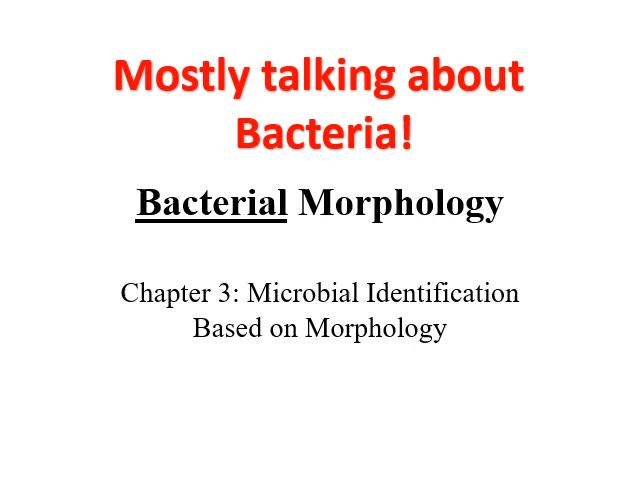 Mostly talking about
Bacteria!
Bacterial Morphology
Chapter 3: Microbial Identification
Based on Morphology